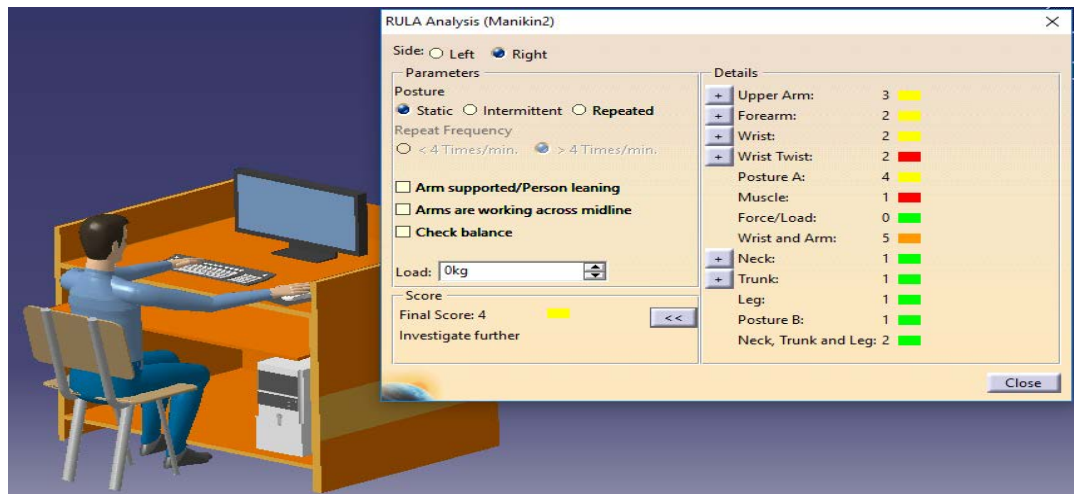 RULA Analysis (Manikin2)
Side: Left Right
Parameters
Posture
Static Intermittent Repeated
Repeat Frequency
< 4 Times/min. > 4 Times/min.
Arm supported/Person leaning
Arms are working across midline
Check balance
Load: 0kg
Score
Final Score: 4
<<
Investigate further
Details
+ Upper Arm: 3
+ Forearm: 2
+ Wrist: 2
+ Wrist Twist: 2
Posture A: 4
Muscle: 1
Force/Load: 0
Wrist and Arm: 5
+ Neck: 1
+ Trunk: 1
Leg: 1
Posture B: 1
Neck, Trunk and Leg: 2
Close